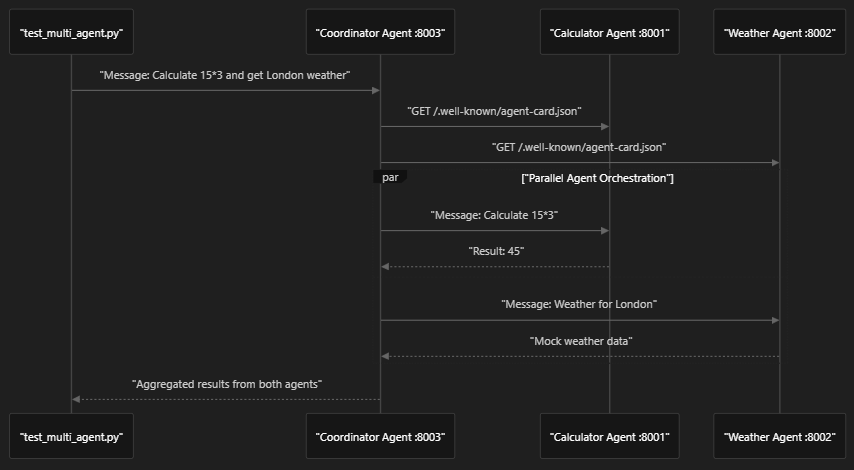 "test_multi_agent.py"
"Coordinator Agent :8003"
"Calculator Agent :8001"
"Weather Agent :8002"
"Message: Calculate 15*3 and get London weather"
"GET /.well-known/agent-card.json"
"GET /.well-known/agent-card.json"
par
["Parallel Agent Orchestration"]
"Message: Calculate 15*3"
"Result: 45"
"Message: Weather for London"
"Mock weather data"
"Aggregated results from both agents"
"test_multi_agent.py"
"Coordinator Agent :8003"
"Calculator Agent :8001"
"Weather Agent :8002"